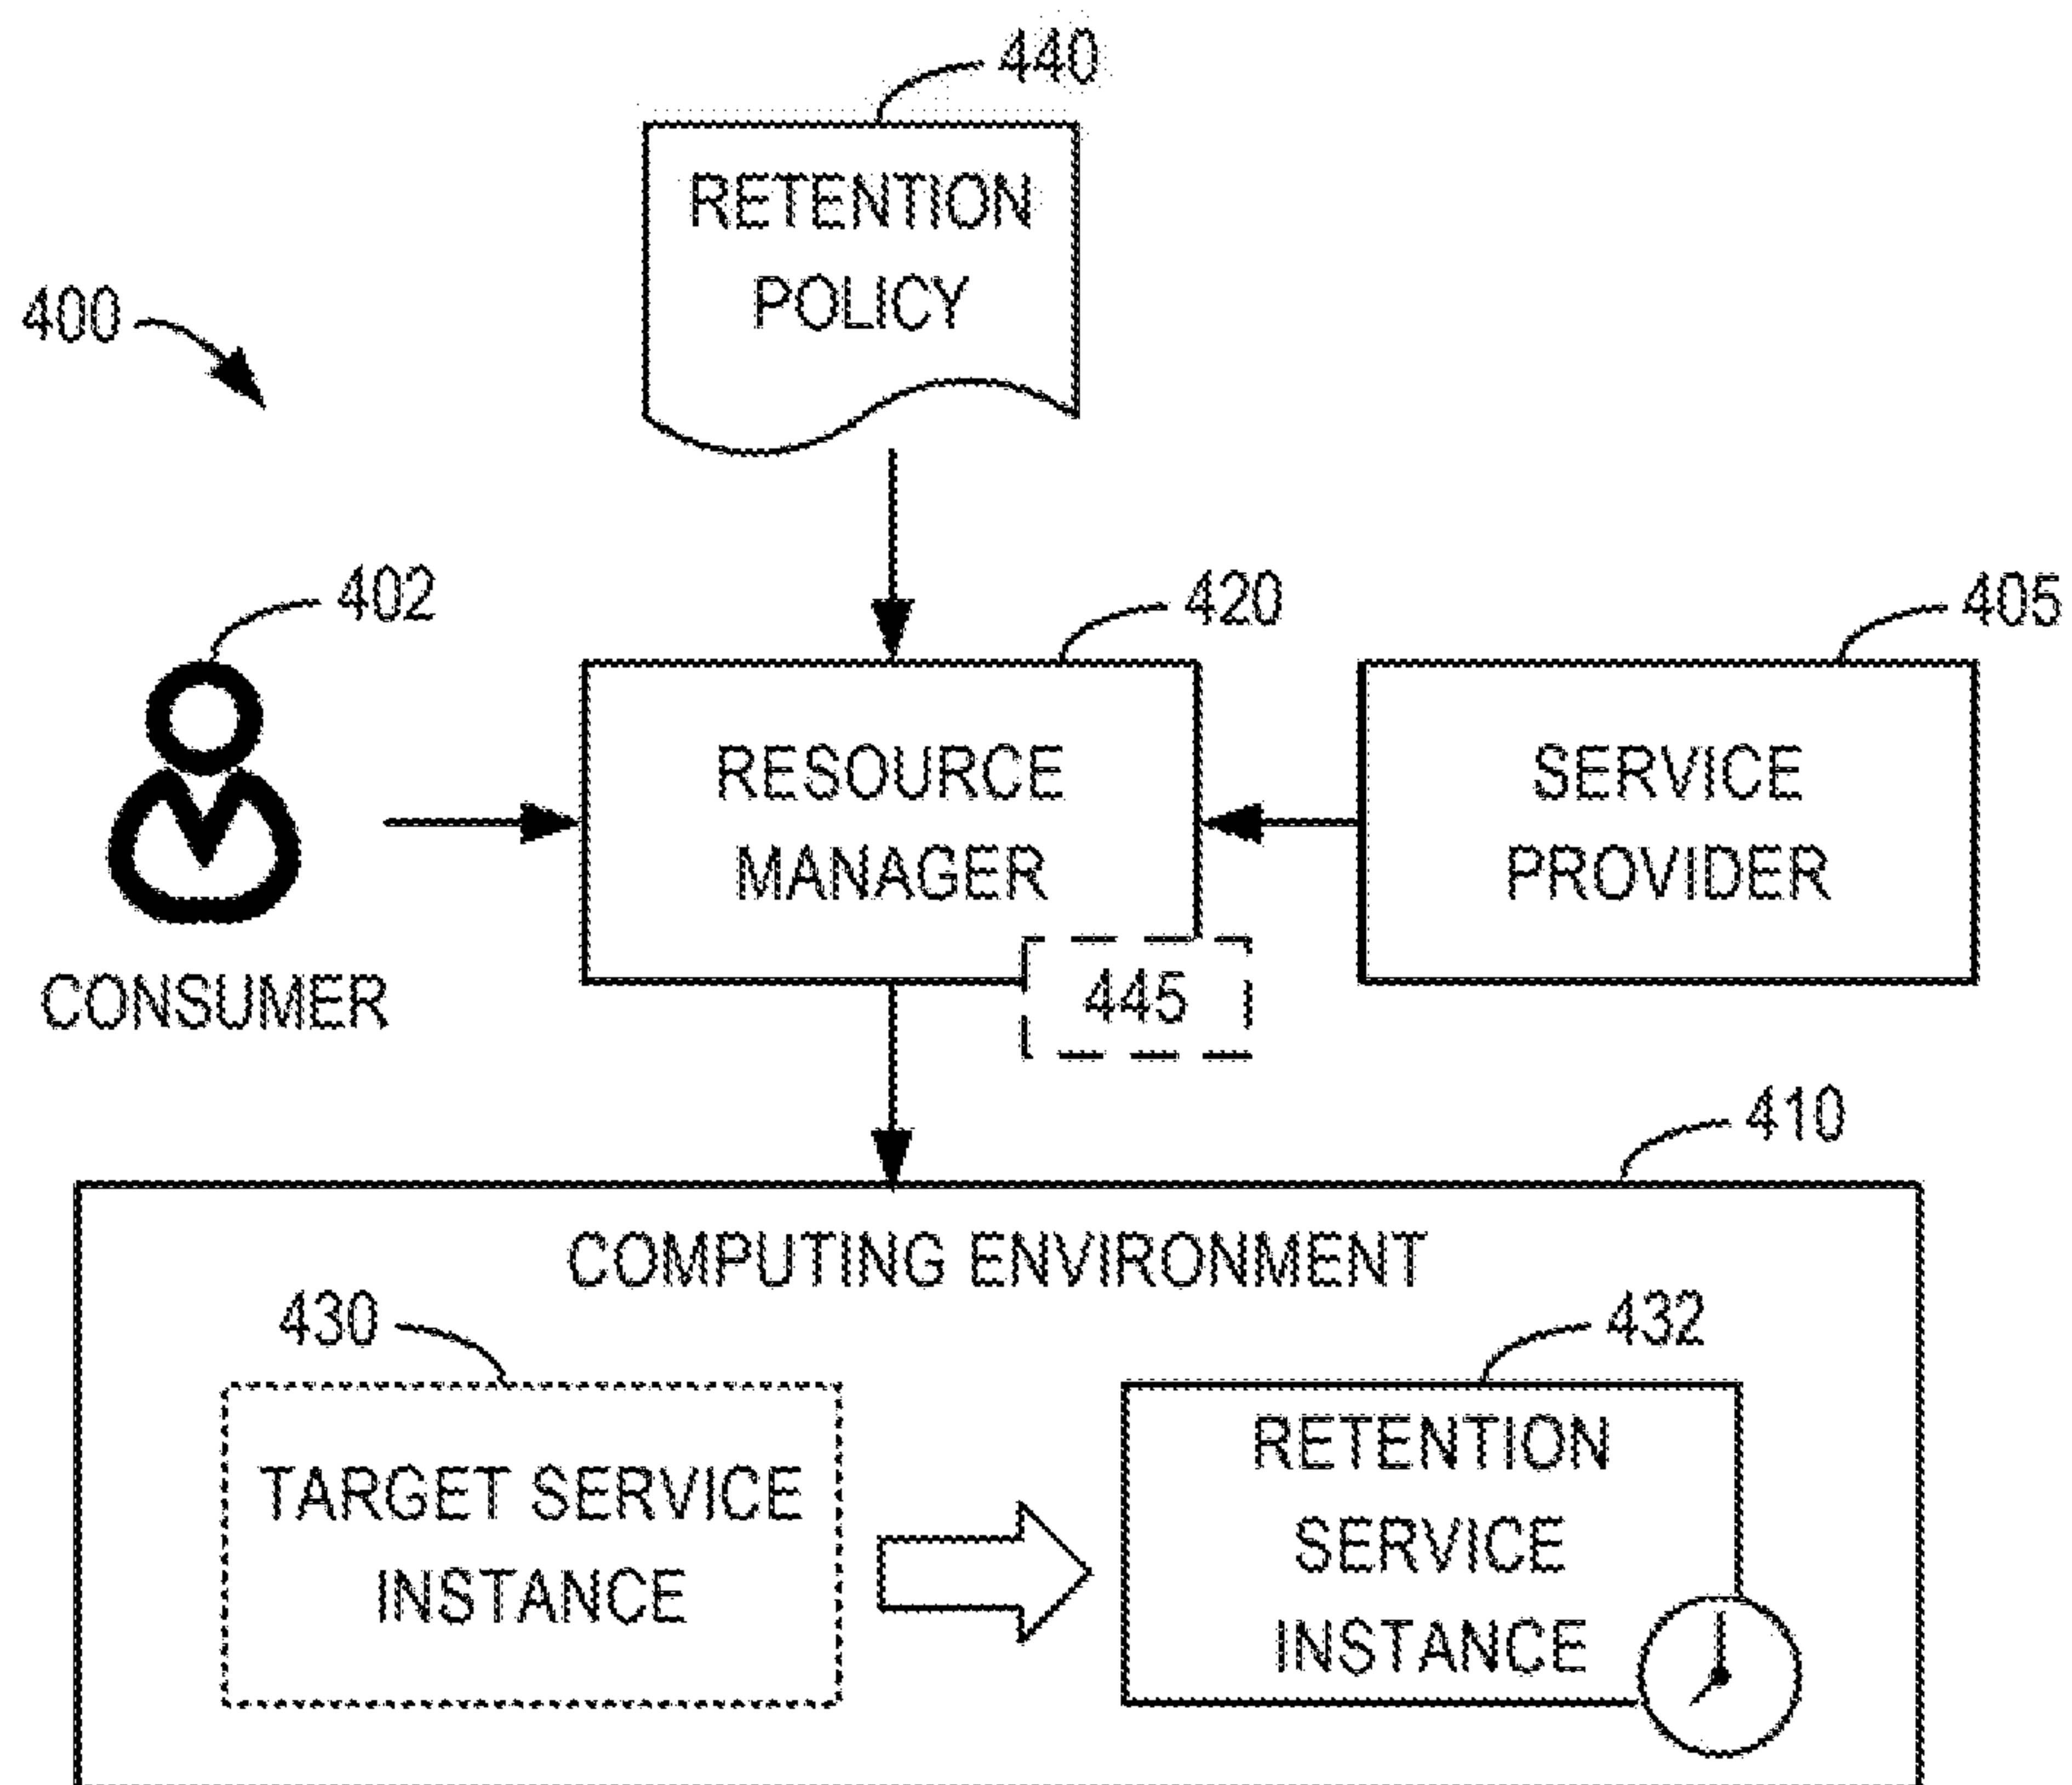 440
RETENTION
POLICY
400
402
420
405
RESOURCE
MANAGER
SERVICE
PROVIDER
445
CONSUMER
410
COMPUTING ENVIRONMENT
430
432
TARGET SERVICE
INSTANCE
RETENTION
SERVICE
INSTANCE